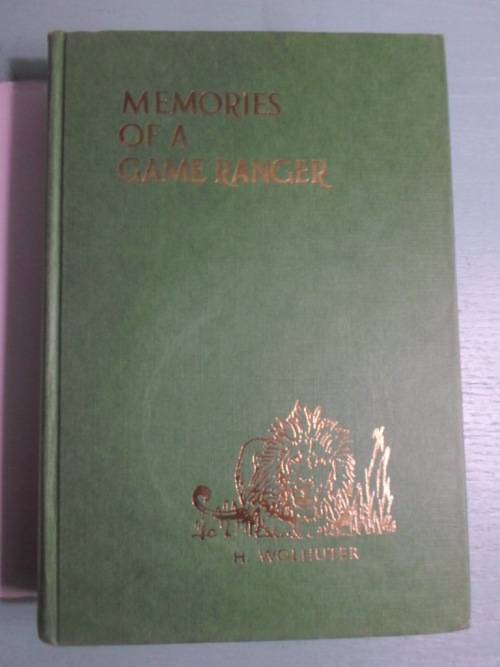 MEMORIES
OF A
GAME RANGER
H. WOLHUTER